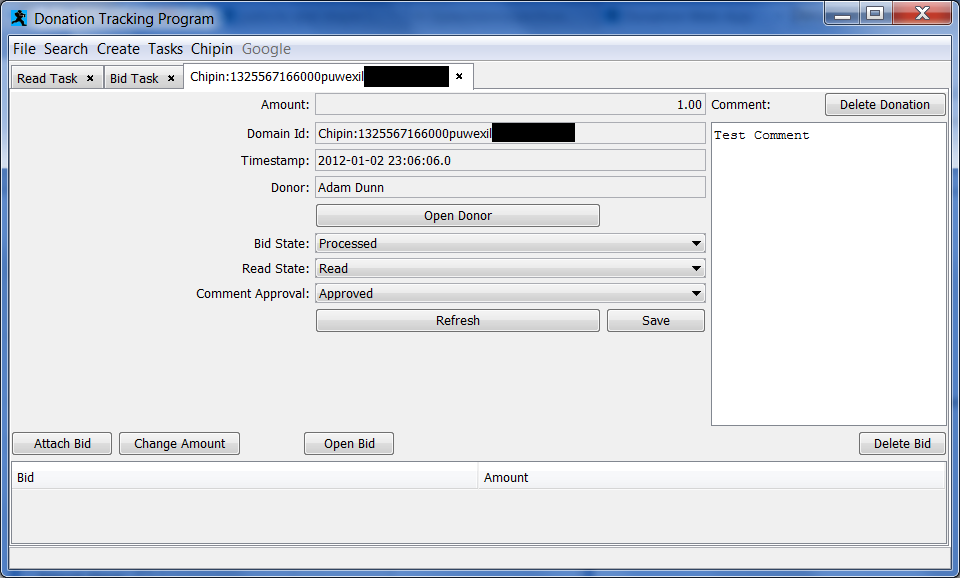 Donation Tracking Program
File Search Create Tasks Chipin Google
Read Task × Bid Task × Chipin:1325567166000puwexil ×
Amount: 1.00 Comment: Delete Donation
Domain Id: Chipin:1325567166000puwexil Test Comment
Timestamp: 2012-01-02 23:06:06.0
Donor: Adam Dunn
Open Donor
Bid State: Processed
Read State: Read
Comment Approval: Approved
Refresh Save
Attach Bid Change Amount Open Bid Delete Bid
Bid Amount